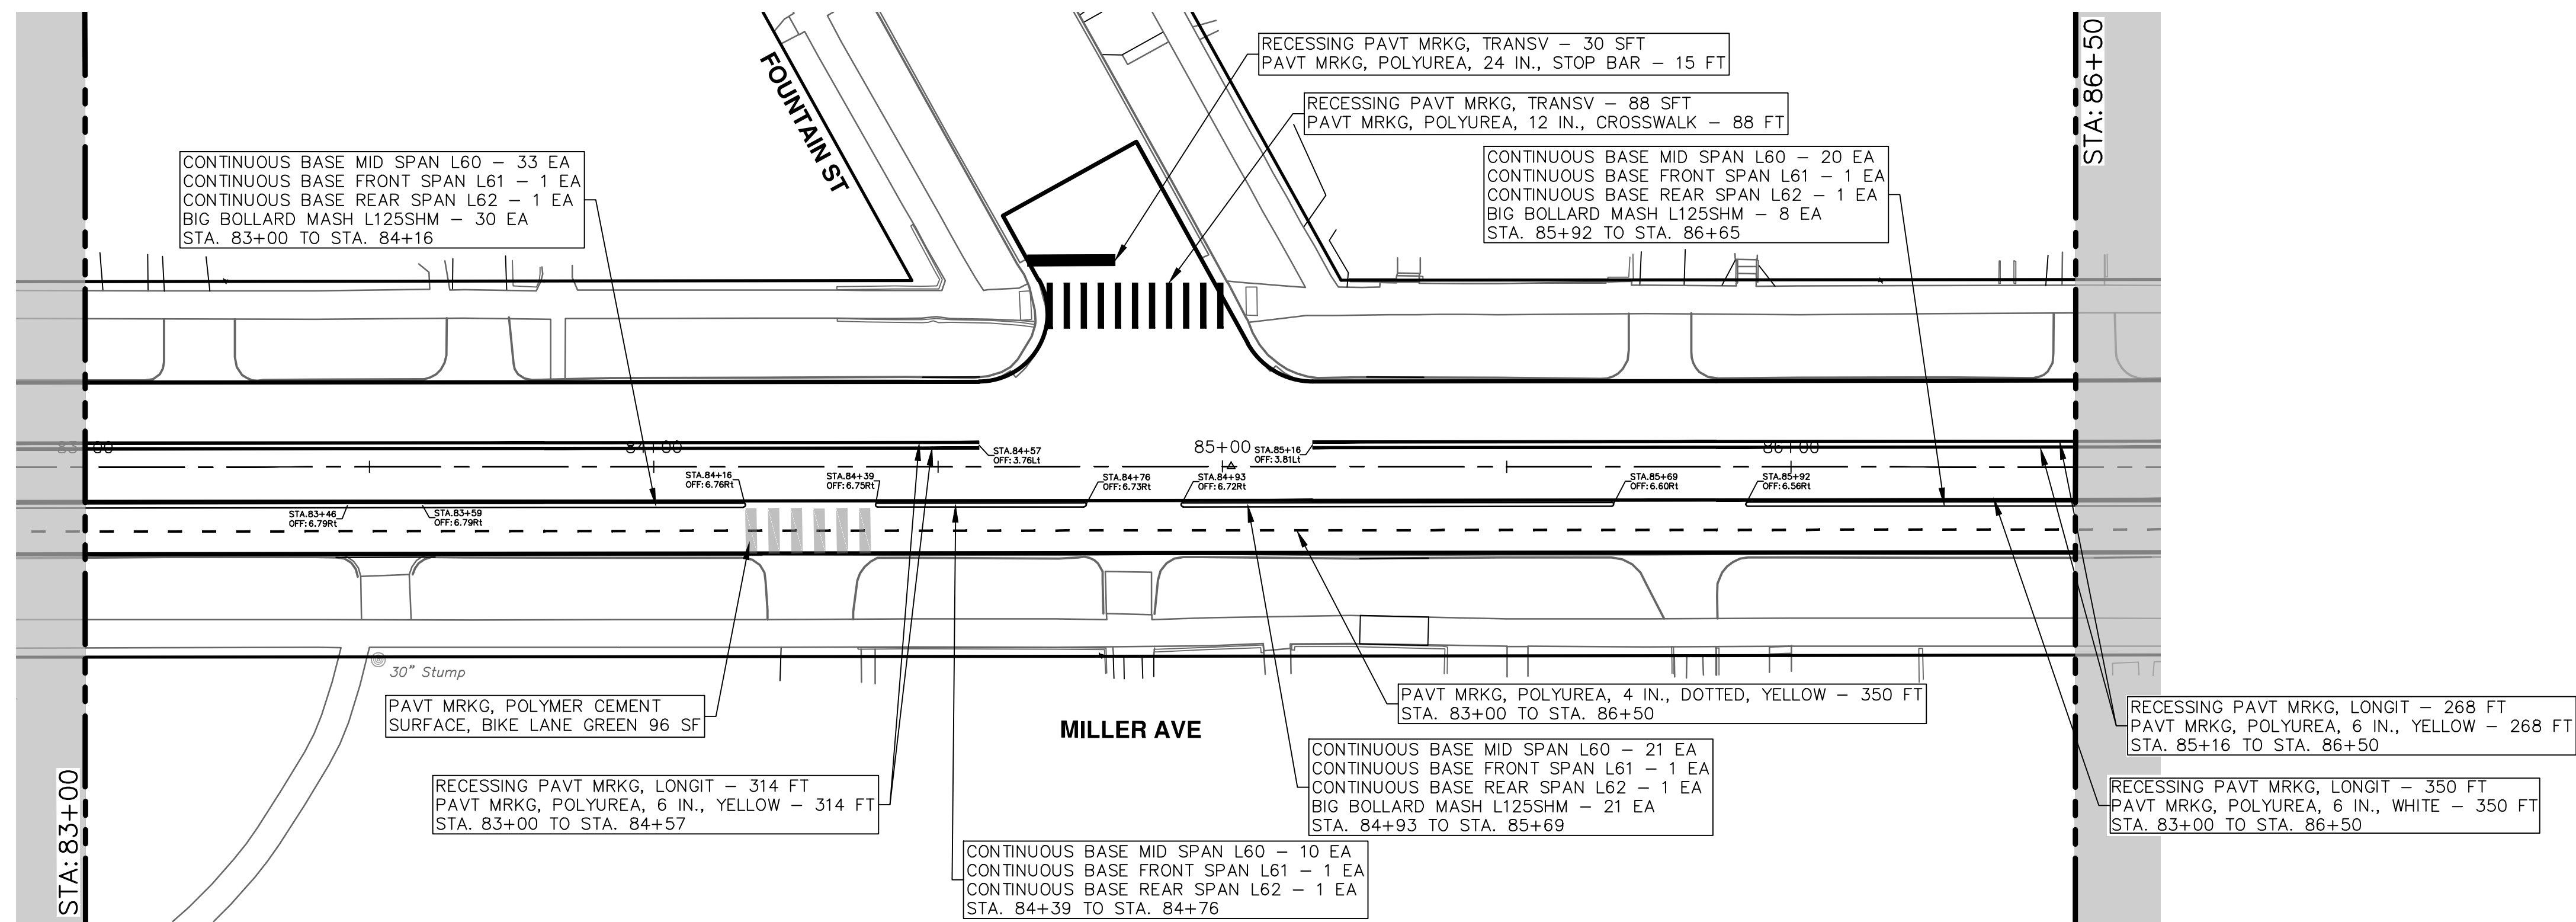 STA: 86+50
FOUNTAIN ST
RECESSING PAVT MRKG, TRANSV – 30 SFT
PAVT MRKG, POLYUREA, 24 IN., STOP BAR – 15 FT
RECESSING PAVT MRKG, TRANSV – 88 SFT
PAVT MRKG, POLYUREA, 12 IN., CROSSWALK – 88 FT
CONTINUOUS BASE MID SPAN L60 – 33 EA
CONTINUOUS BASE FRONT SPAN L61 – 1 EA
CONTINUOUS BASE REAR SPAN L62 – 1 EA
BIG BOLLARD MASH L125SHM – 30 EA
STA. 83+00 TO STA. 84+16
CONTINUOUS BASE MID SPAN L60 – 20 EA
CONTINUOUS BASE FRONT SPAN L61 – 1 EA
CONTINUOUS BASE REAR SPAN L62 – 1 EA
BIG BOLLARD MASH L125SHM – 8 EA
STA. 85+92 TO STA. 86+65
83+00
84+00
85+00
86+00
STA.84+57
OFF: 3.76Lt
STA.85+16
OFF: 3.81Lt
STA.84+16
OFF: 6.76Rt
STA.84+39
OFF: 6.75Rt
STA.84+76
OFF: 6.73Rt
STA.84+93
OFF: 6.72Rt
STA.85+69
OFF: 6.60Rt
STA.85+92
OFF: 6.56Rt
STA.83+46
OFF: 6.79Rt
STA.83+59
OFF: 6.79Rt
30" Stump
PAVT MRKG, POLYMER CEMENT
SURFACE, BIKE LANE GREEN 96 SF
MILLER AVE
PAVT MRKG, POLYUREA, 4 IN., DOTTED, YELLOW – 350 FT
STA. 83+00 TO STA. 86+50
RECESSING PAVT MRKG, LONGIT – 268 FT
PAVT MRKG, POLYUREA, 6 IN., YELLOW – 268 FT
STA. 85+16 TO STA. 86+50
CONTINUOUS BASE MID SPAN L60 – 21 EA
CONTINUOUS BASE FRONT SPAN L61 – 1 EA
CONTINUOUS BASE REAR SPAN L62 – 1 EA
BIG BOLLARD MASH L125SHM – 21 EA
STA. 84+93 TO STA. 85+69
RECESSING PAVT MRKG, LONGIT – 314 FT
PAVT MRKG, POLYUREA, 6 IN., YELLOW – 314 FT
STA. 83+00 TO STA. 84+57
RECESSING PAVT MRKG, LONGIT – 350 FT
PAVT MRKG, POLYUREA, 6 IN., WHITE – 350 FT
STA. 83+00 TO STA. 86+50
STA: 83+00
CONTINUOUS BASE MID SPAN L60 – 10 EA
CONTINUOUS BASE FRONT SPAN L61 – 1 EA
CONTINUOUS BASE REAR SPAN L62 – 1 EA
STA. 84+39 TO STA. 84+76